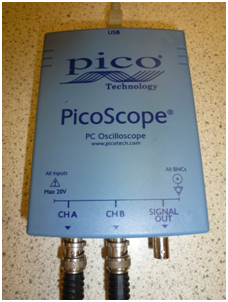 USB
pico
Technology
PicoScope®
PC Oscilloscope
www.picotech.com
All Inputs
Max 20V
All BNCs
CH A
CH B
SIGNAL
OUT